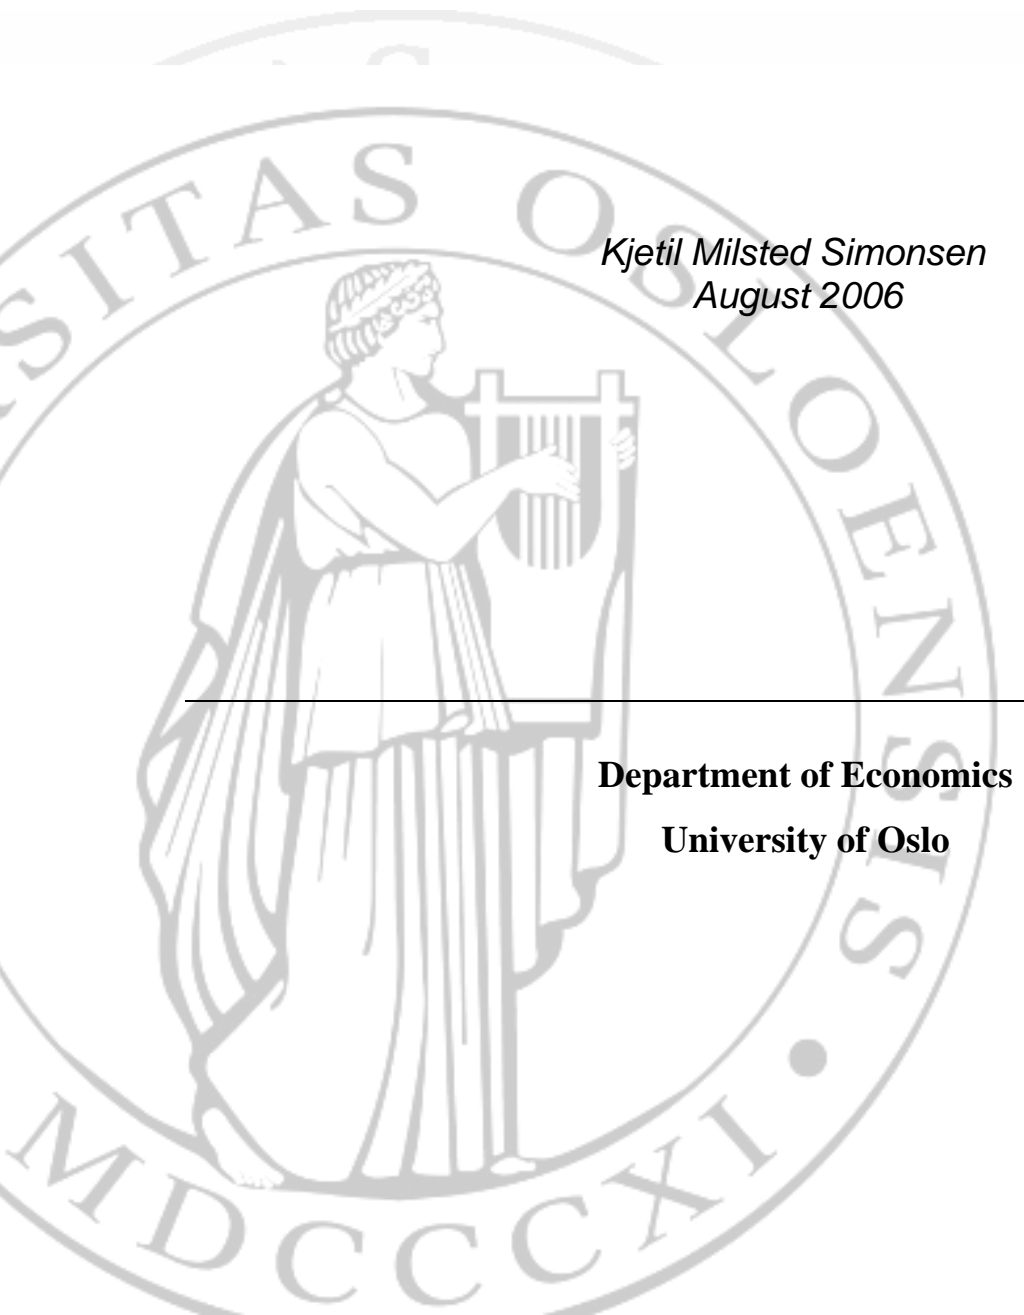 A S
SITAS OSLOENSIS
Kjetil Milsted Simonsen
August 2006
Department of Economics
University of Oslo
MDCCCXI